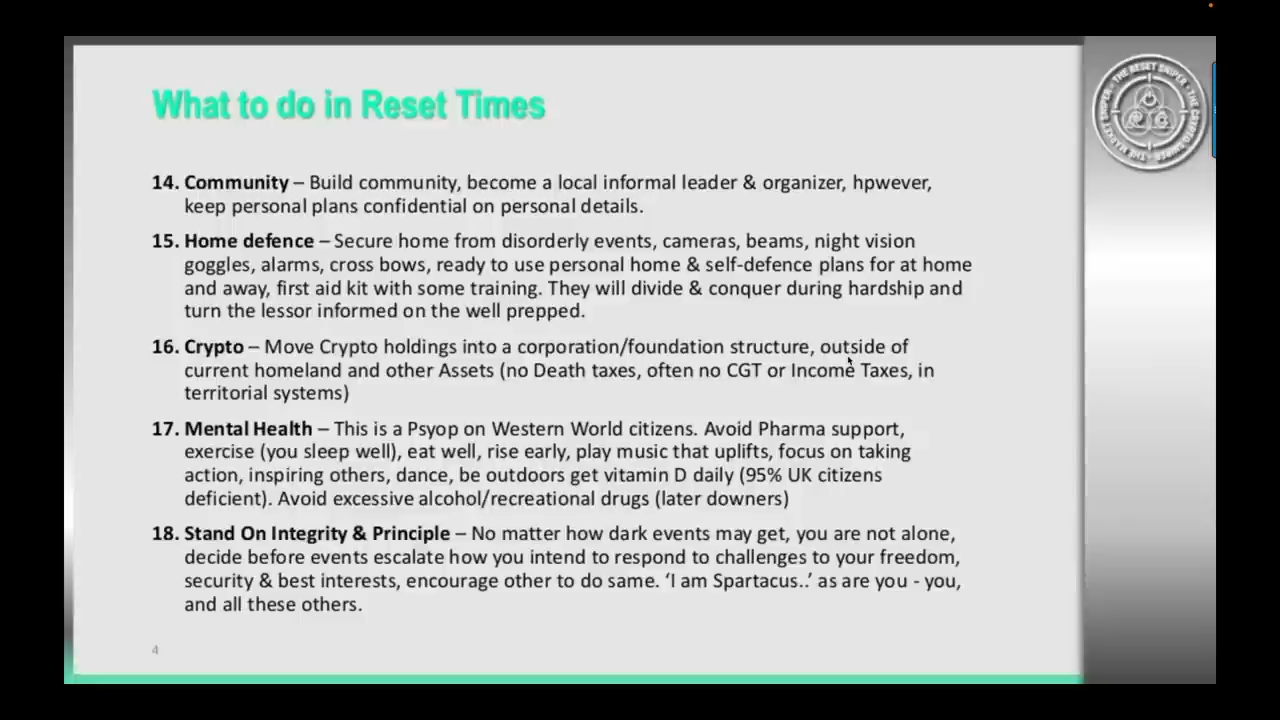 What to do in Reset Times
14. Community – Build community, become a local informal leader & organizer, hpwever,
keep personal plans confidential on personal details.
15. Home defence – Secure home from disorderly events, cameras, beams, night vision
goggles, alarms, cross bows, ready to use personal home & self-defence plans for at home
and away, first aid kit with some training. They will divide & conquer during hardship and
turn the lessor informed on the well prepped.
16. Crypto – Move Crypto holdings into a corporation/foundation structure, outside of
current homeland and other Assets (no Death taxes, often no CGT or Income Taxes, in
territorial systems)
17. Mental Health – This is a Psyop on Western World citizens. Avoid Pharma support,
exercise (you sleep well), eat well, rise early, play music that uplifts, focus on taking
action, inspiring others, dance, be outdoors get vitamin D daily (95% UK citizens
deficient). Avoid excessive alcohol/recreational drugs (later downers)
18. Stand On Integrity & Principle – No matter how dark events may get, you are not alone,
decide before events escalate how you intend to respond to challenges to your freedom,
security & best interests, encourage other to do same. ‘I am Spartacus..’ as are you - you,
and all these others.
4
THE RESET SNIPER - THE CRYPTO SNIPER - THE MARKET SNIPER -